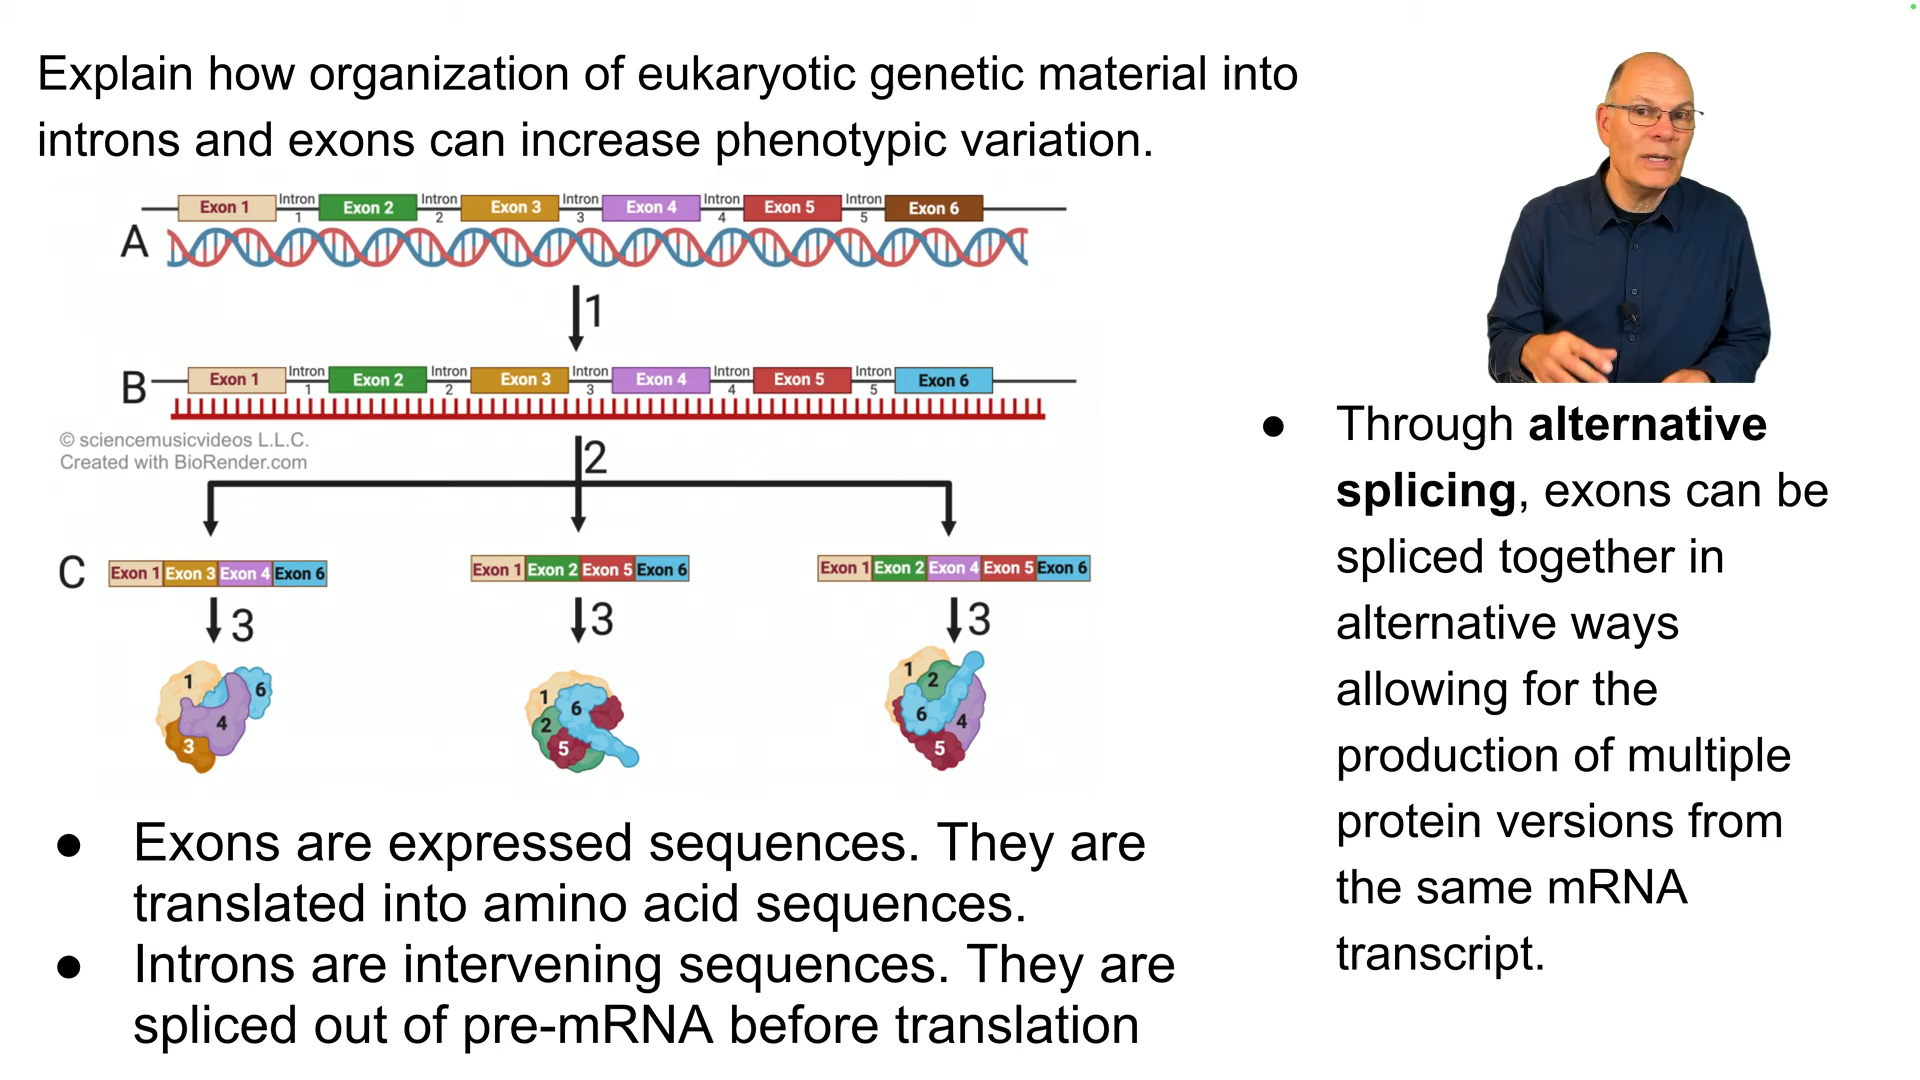 Explain how organization of eukaryotic genetic material into
introns and exons can increase phenotypic variation.
Exon 1 Intron 1 Exon 2 Intron 2 Exon 3 Intron 3 Exon 4 Intron 4 Exon 5 Intron 5 Exon 6
A
1
Exon 1 Intron 1 Exon 2 Intron 2 Exon 3 Intron 3 Exon 4 Intron 4 Exon 5 Intron 5 Exon 6
B
© sciencemusicvideos L.L.C.
Created with BioRender.com
2
C
Exon 1 Exon 3 Exon 4 Exon 6
Exon 1 Exon 2 Exon 5 Exon 6
Exon 1 Exon 2 Exon 4 Exon 5 Exon 6
3 3 3
1 6 4 3
1 6 2 5
1 2 6 4 5
● Exons are expressed sequences. They are
translated into amino acid sequences.
● Introns are intervening sequences. They are
spliced out of pre-mRNA before translation
● Through alternative
splicing, exons can be
spliced together in
alternative ways
allowing for the
production of multiple
protein versions from
the same mRNA
transcript.